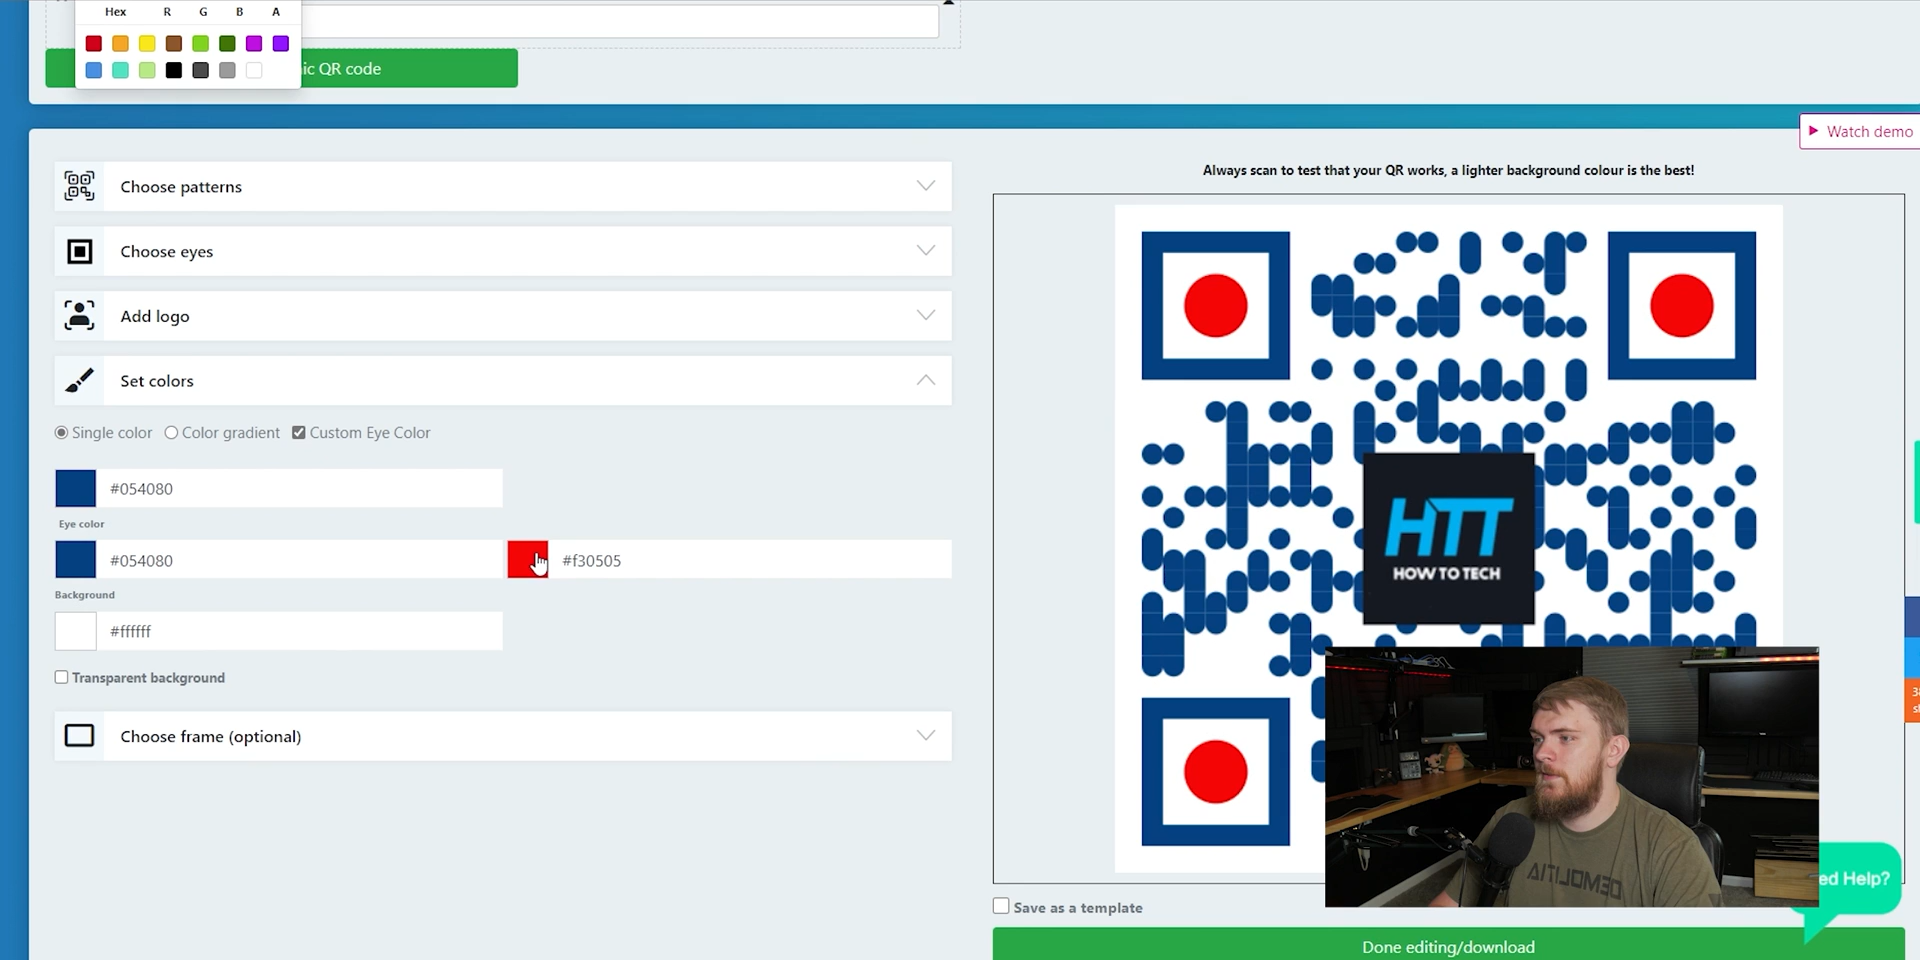 Hex R G B A
ic QR code
Watch demo
Choose patterns
Choose eyes
Add logo
Set colors
Single color Color gradient Custom Eye Color
#054080
Eye color
#054080 #f30505
Background
#ffffff
Transparent background
Choose frame (optional)
Always scan to test that your QR works, a lighter background colour is the best!
HTT
HOW TO TECH
DEMOLITIA
ed Help?
Save as a template
Done editing/download